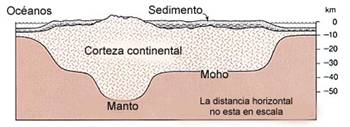 Océanos
Sedimento
km
0
-10
-20
-30
-40
-50
Corteza continental
Moho
Manto
La distancia horizontal
no esta en escala